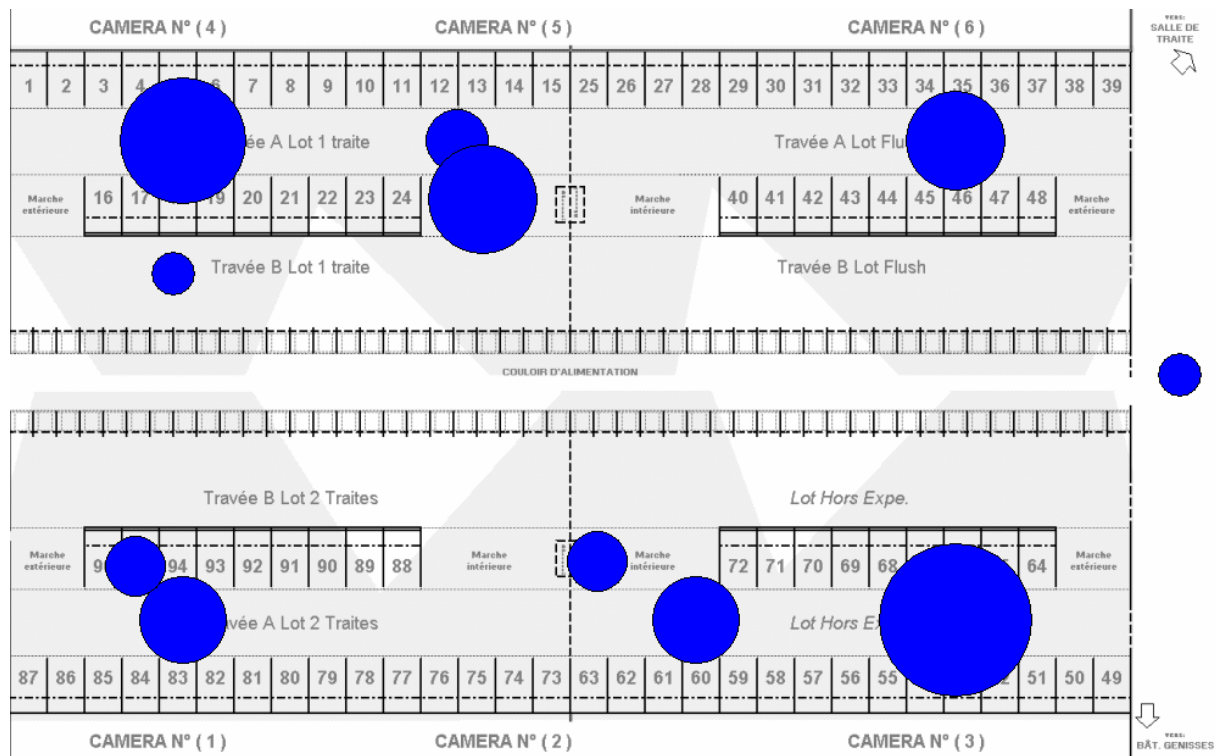 CAMERA N° ( 4 )
CAMERA N° ( 5 )
CAMERA N° ( 6 )
VERS:
SALLE DE
TRAITE
1 2 3 4 6 7 8 9 10 11 12 13 14 15 25 26 27 28 29 30 31 32 33 34 35 36 37 38 39
vée A Lot 1 traite
Travée A Lot Flu
Marche
extérieure
16 17 19 20 21 22 23 24
Marche
intérieure
40 41 42 43 44 45 46 47 48
Marche
extérieure
Travée B Lot 1 traite
Travée B Lot Flush
COULOIR D'ALIMENTATION
Travée B Lot 2 Traites
Lot Hors Expe.
Marche
extérieure
94 93 92 91 90 89 88
Marche
intérieure
Marche
intérieure
72 71 70 69 68 64
Marche
extérieure
vée A Lot 2 Traites
Lot Hors Ex
87 86 85 84 83 82 81 80 79 78 77 76 75 74 73 63 62 61 60 59 58 57 56 55 51 50 49
CAMERA N° ( 1 )
CAMERA N° ( 2 )
CAMERA N° ( 3 )
VERS:
BÂT. GENISSES